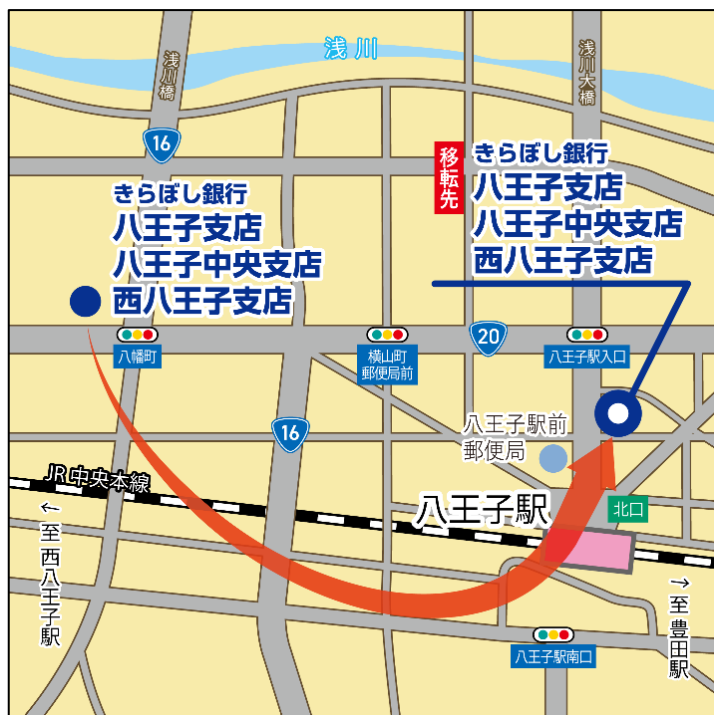 浅川
浅川橋
浅川大橋
16
移転先
きらぼし銀行
八王子支店
八王子中央支店
西八王子支店
きらぼし銀行
八王子支店
八王子中央支店
西八王子支店
八幡町
横山町
郵便局前
20
八王子駅入口
16
八王子駅前
郵便局
JR中央本線
八王子駅
北口
←至西八王子駅
→至豊田駅
八王子駅南口